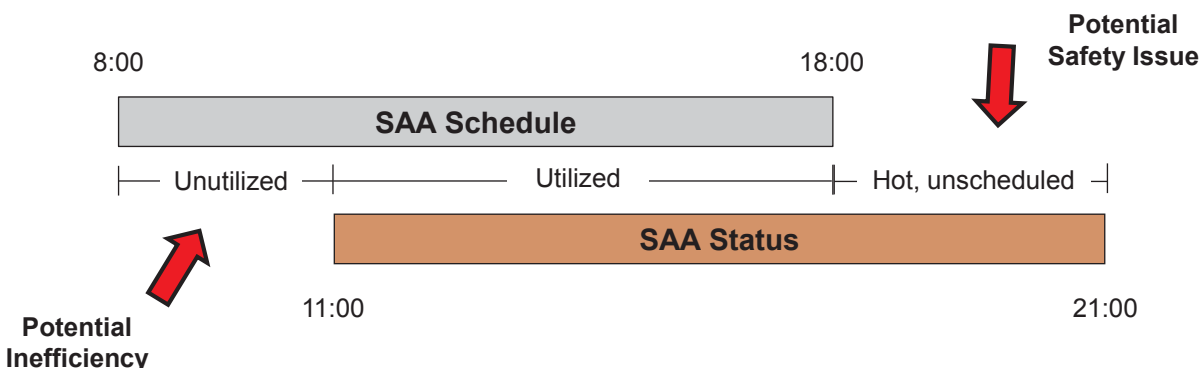 Potential
Safety Issue
8:00
18:00
SAA Schedule
Unutilized
Utilized
Hot, unscheduled
SAA Status
11:00
21:00
Potential
Inefficiency